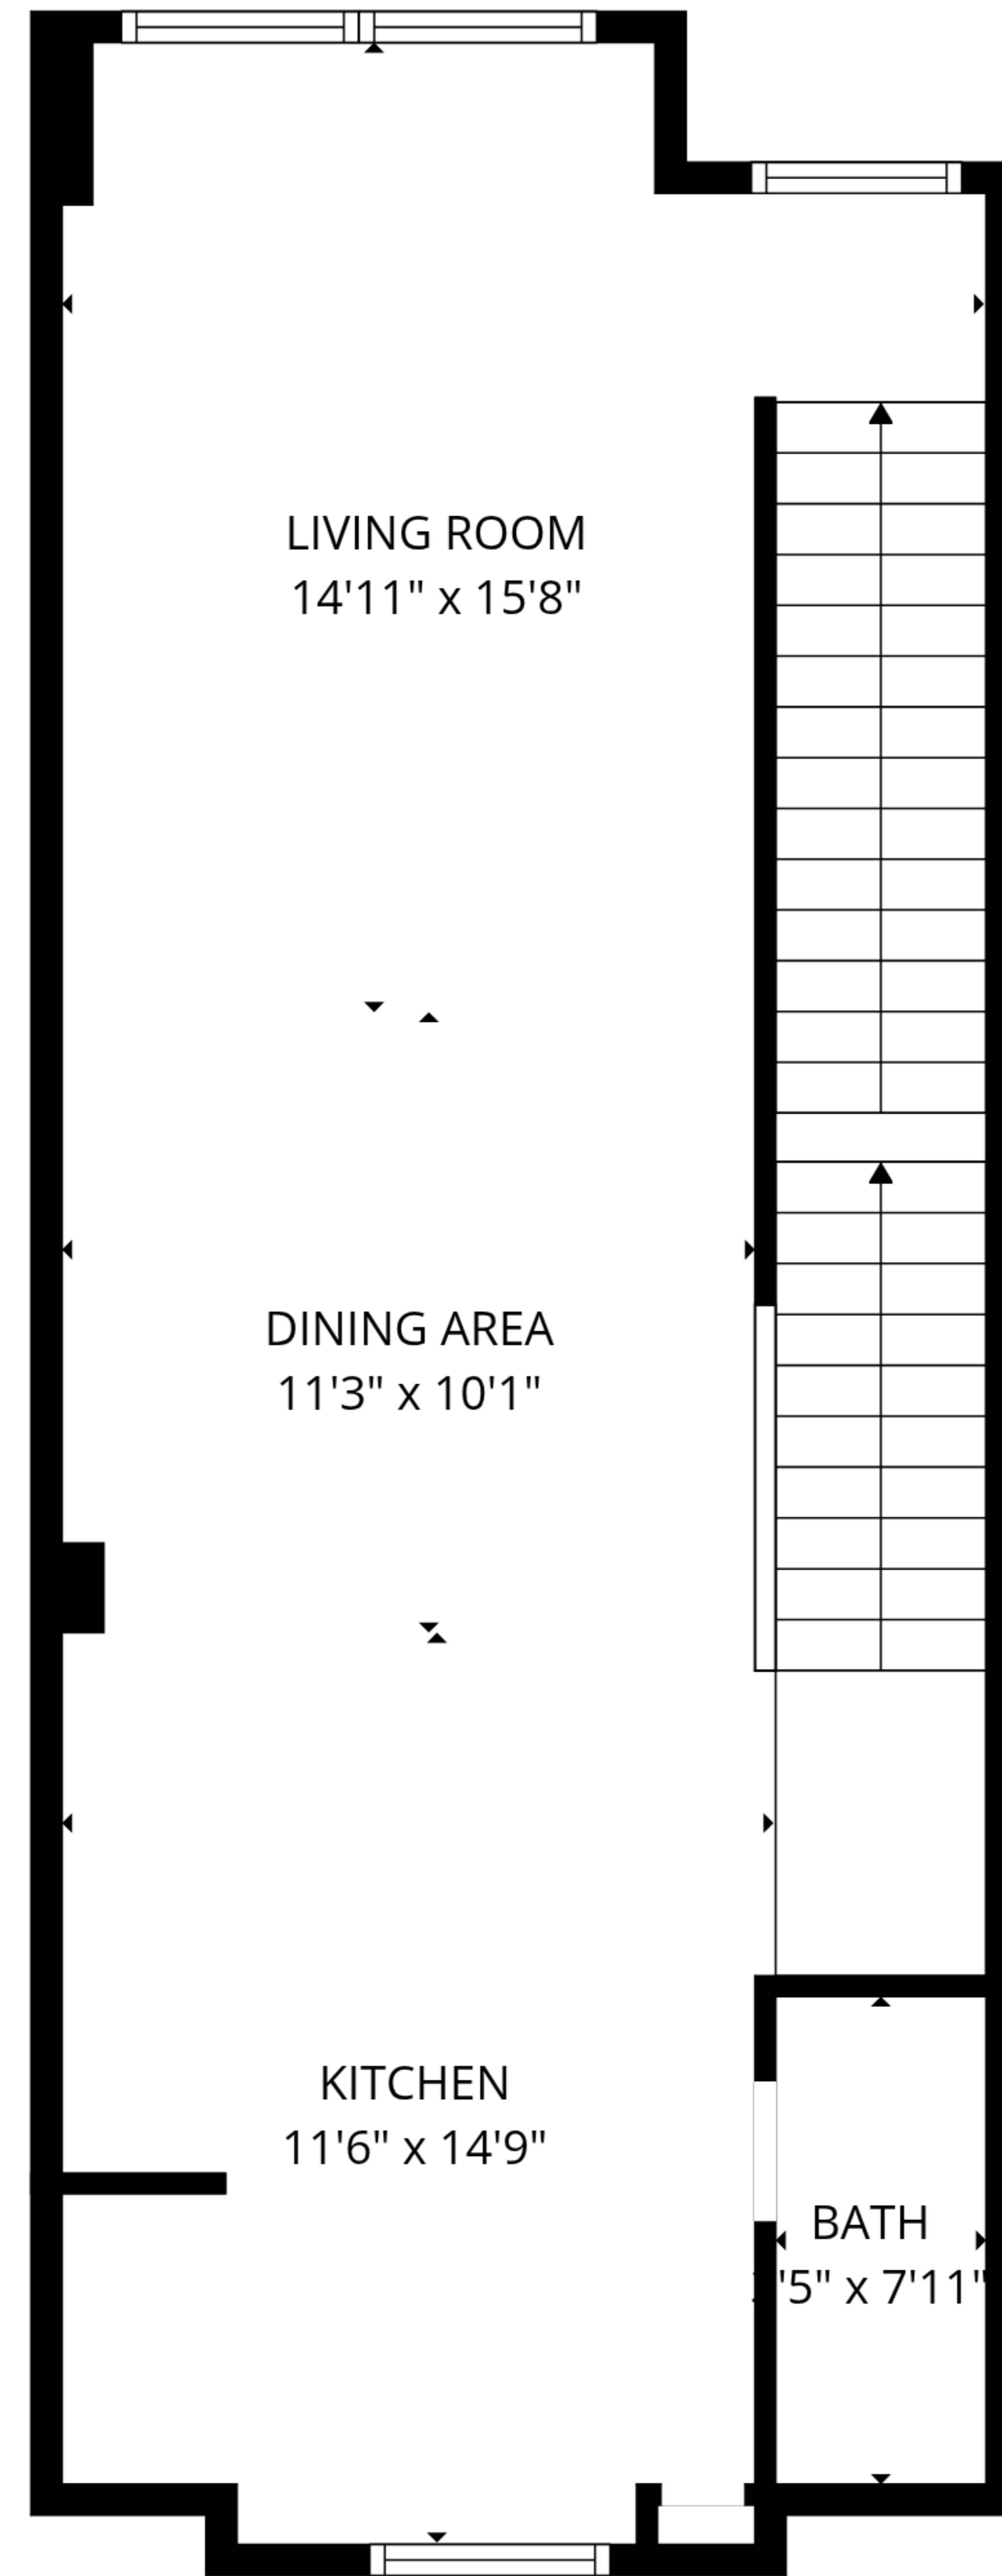 LIVING ROOM
14'11" x 15'8"
DINING AREA
11'3" x 10'1"
KITCHEN
11'6" x 14'9"
BATH
'5" x 7'11"